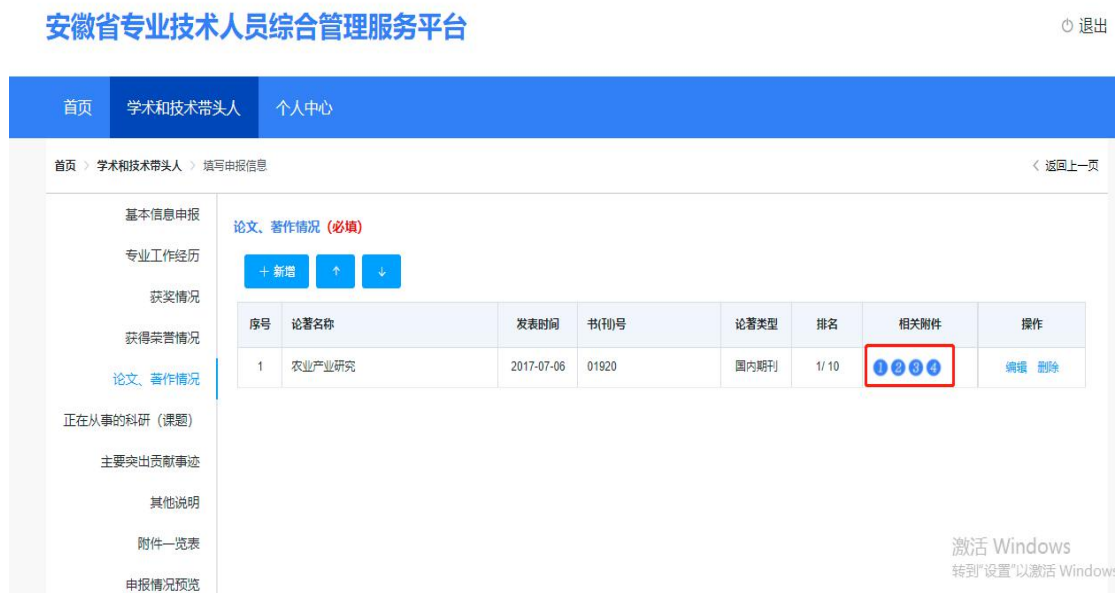 安徽省专业技术人员综合管理服务平台
退出
首页 学术和技术带头人 个人中心
首页 > 学术和技术带头人 > 填写申报信息
< 返回上一页
基本信息申报
专业工作经历
获奖情况
获得荣誉情况
论文、著作情况
正在从事的科研（课题）
主要突出贡献事迹
其他说明
附件一览表
申报情况预览
论文、著作情况（必填）
+ 新增 ↑ ↓
序号 论著名称 发表时间 书(刊)号 论著类型 排名 相关附件 操作
1 农业产业研究 2017-07-06 01920 国内期刊 1/ 10 1 2 3 4 编辑 删除
激活 Windows
转到"设置"以激活 Windows